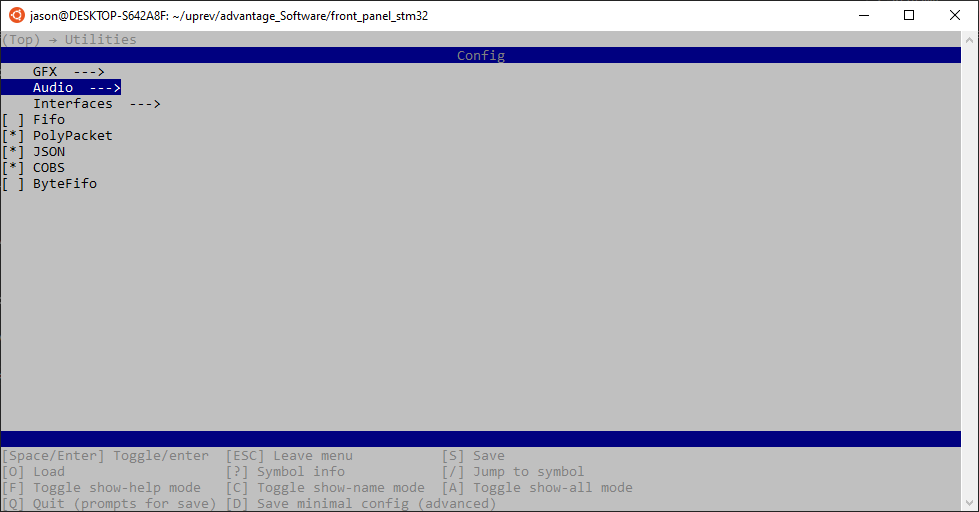 jason@DESKTOP-S642A8F: ~/uprev/advantage_Software/front_panel_stm32
(Top) → Utilities
Config
GFX --->
Audio --->
Interfaces --->
[ ] Fifo
[*] PolyPacket
[*] JSON
[*] COBS
[ ] ByteFifo
[Space/Enter] Toggle/enter [ESC] Leave menu [S] Save
[O] Load [?] Symbol info [/] Jump to symbol
[F] Toggle show-help mode [C] Toggle show-name mode [A] Toggle show-all mode
[Q] Quit (prompts for save) [D] Save minimal config (advanced)